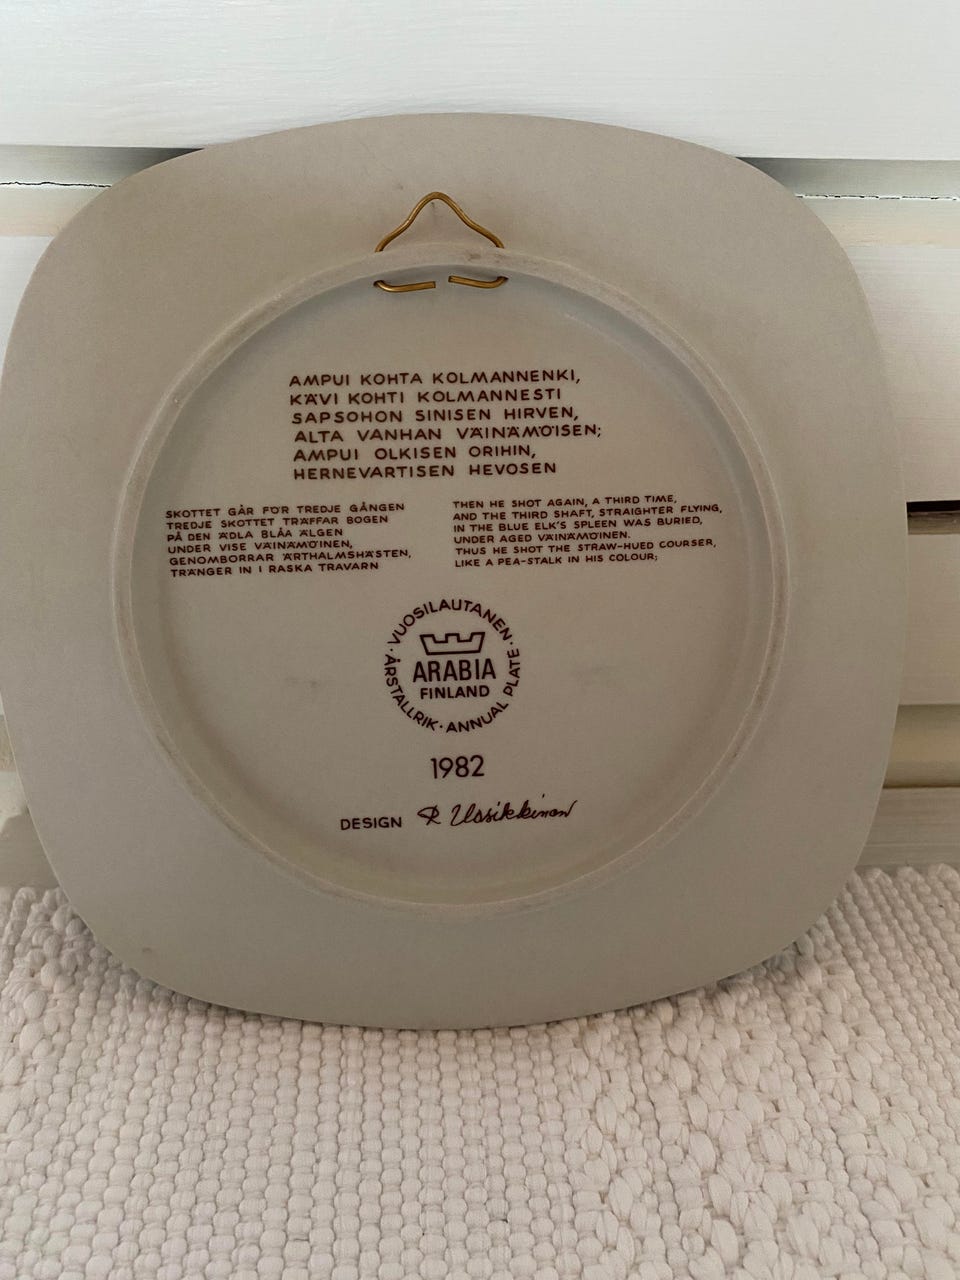 AMPUI KOHTA KOLMANNENKI,
KÄVI KOHTI KOLMANNESTI
SAPSOHON SINISEN HIRVEN,
ALTA VANHAN VÄINÄMÖISEN;
AMPUI OLKISEN ORIHIN,
HERNEVARTISEN HEVOSEN
SKOTTET GÅR FÖR TREDJE GÅNGEN
TREDJE SKOTTET TRÄFFAR BOGEN
PÅ DEN ÄDLA BLÅA ÄLGEN
UNDER VISE VÄINÄMÖINEN,
GENOMBORRAR ÄRTHALMSHÄSTEN,
TRÄNGER IN I RASKA TRAVARN
THEN HE SHOT AGAIN, A THIRD TIME,
AND THE THIRD SHAFT, STRAIGHTER FLYING,
IN THE BLUE ELK'S SPLEEN WAS BURIED,
UNDER AGED VÄINÄMÖINEN.
THUS HE SHOT THE STRAW-HUED COURSER,
LIKE A PEA-STALK IN HIS COLOUR;
VUOSILAUTANEN · ANNUAL PLATE · ÅRSTALLRIK ·
ARABIA
FINLAND
1982
DESIGN R Uosikkinen